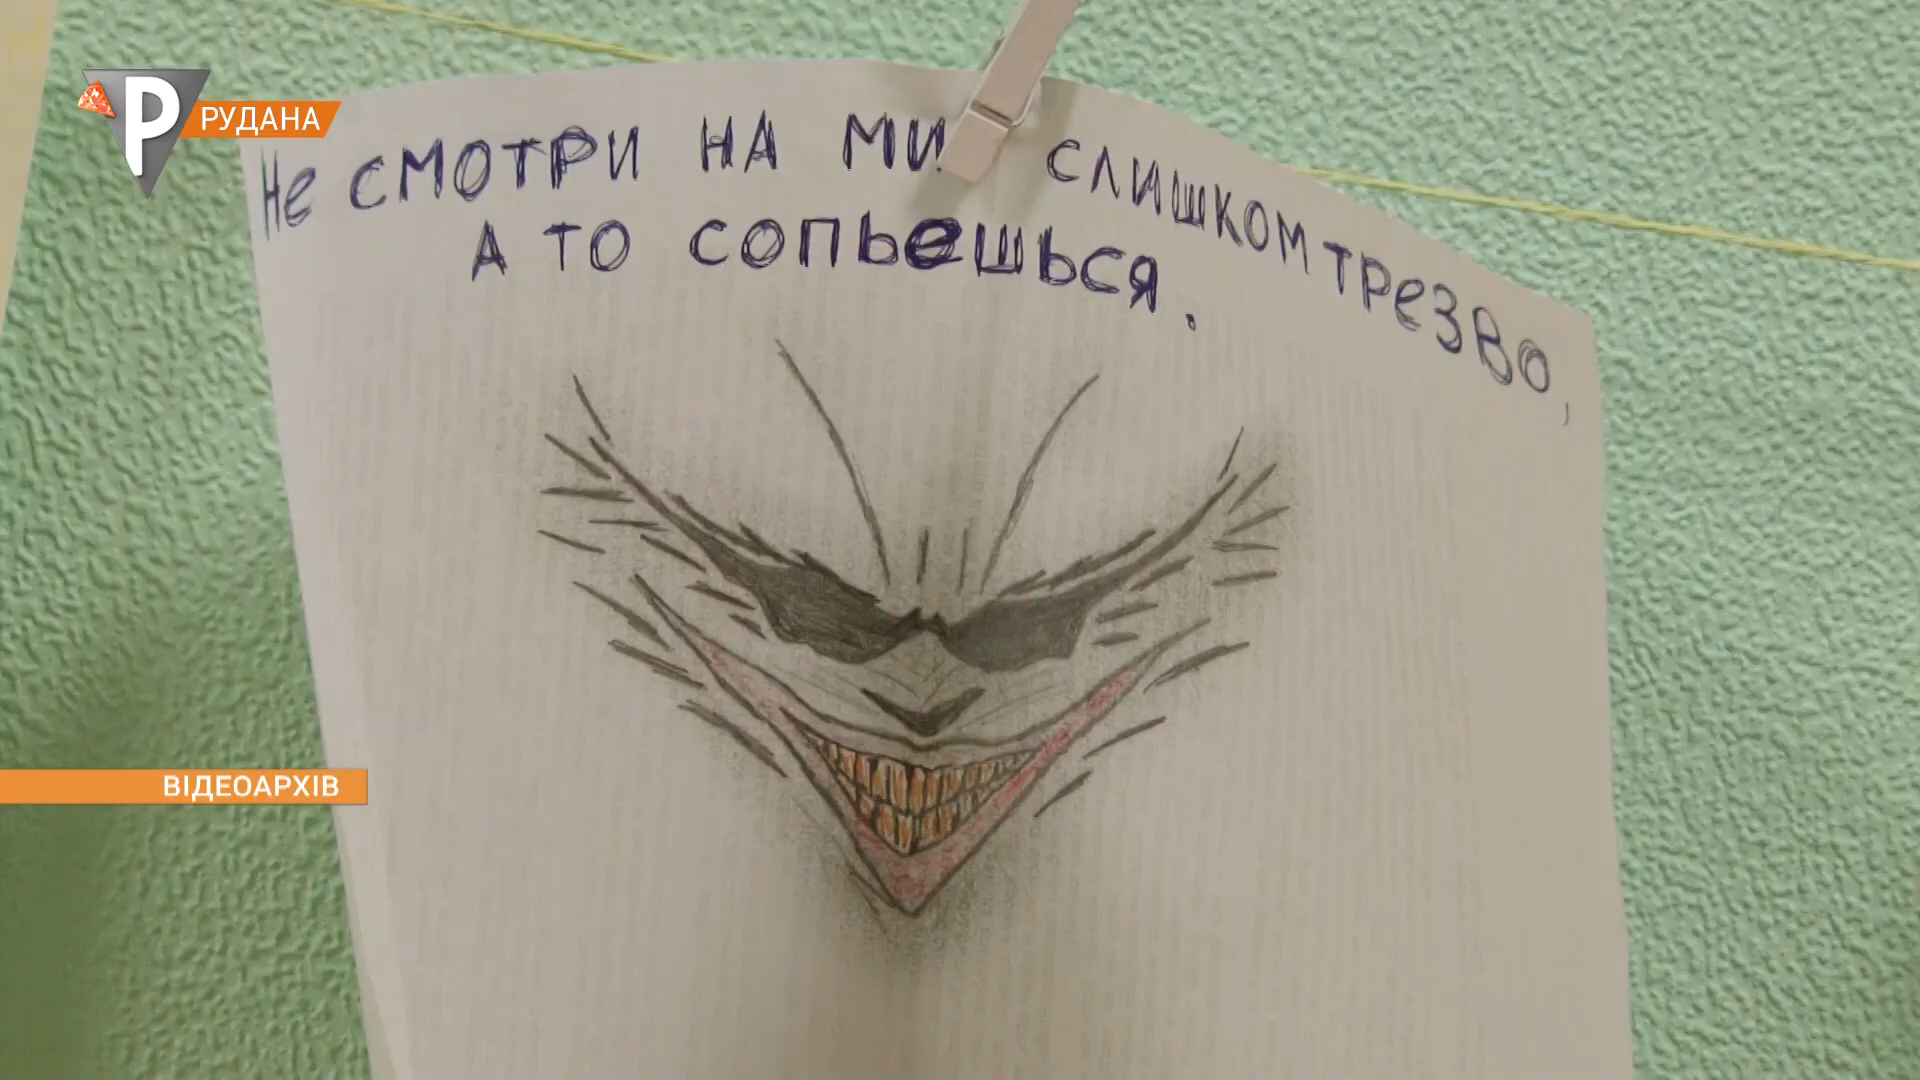 РУДАНА
Не СМОТРИ НА МИ СЛИШКОМ ТРЕЗВО,
А ТО СОПЬЕШЬСЯ.
ВІДЕОАРХІВ